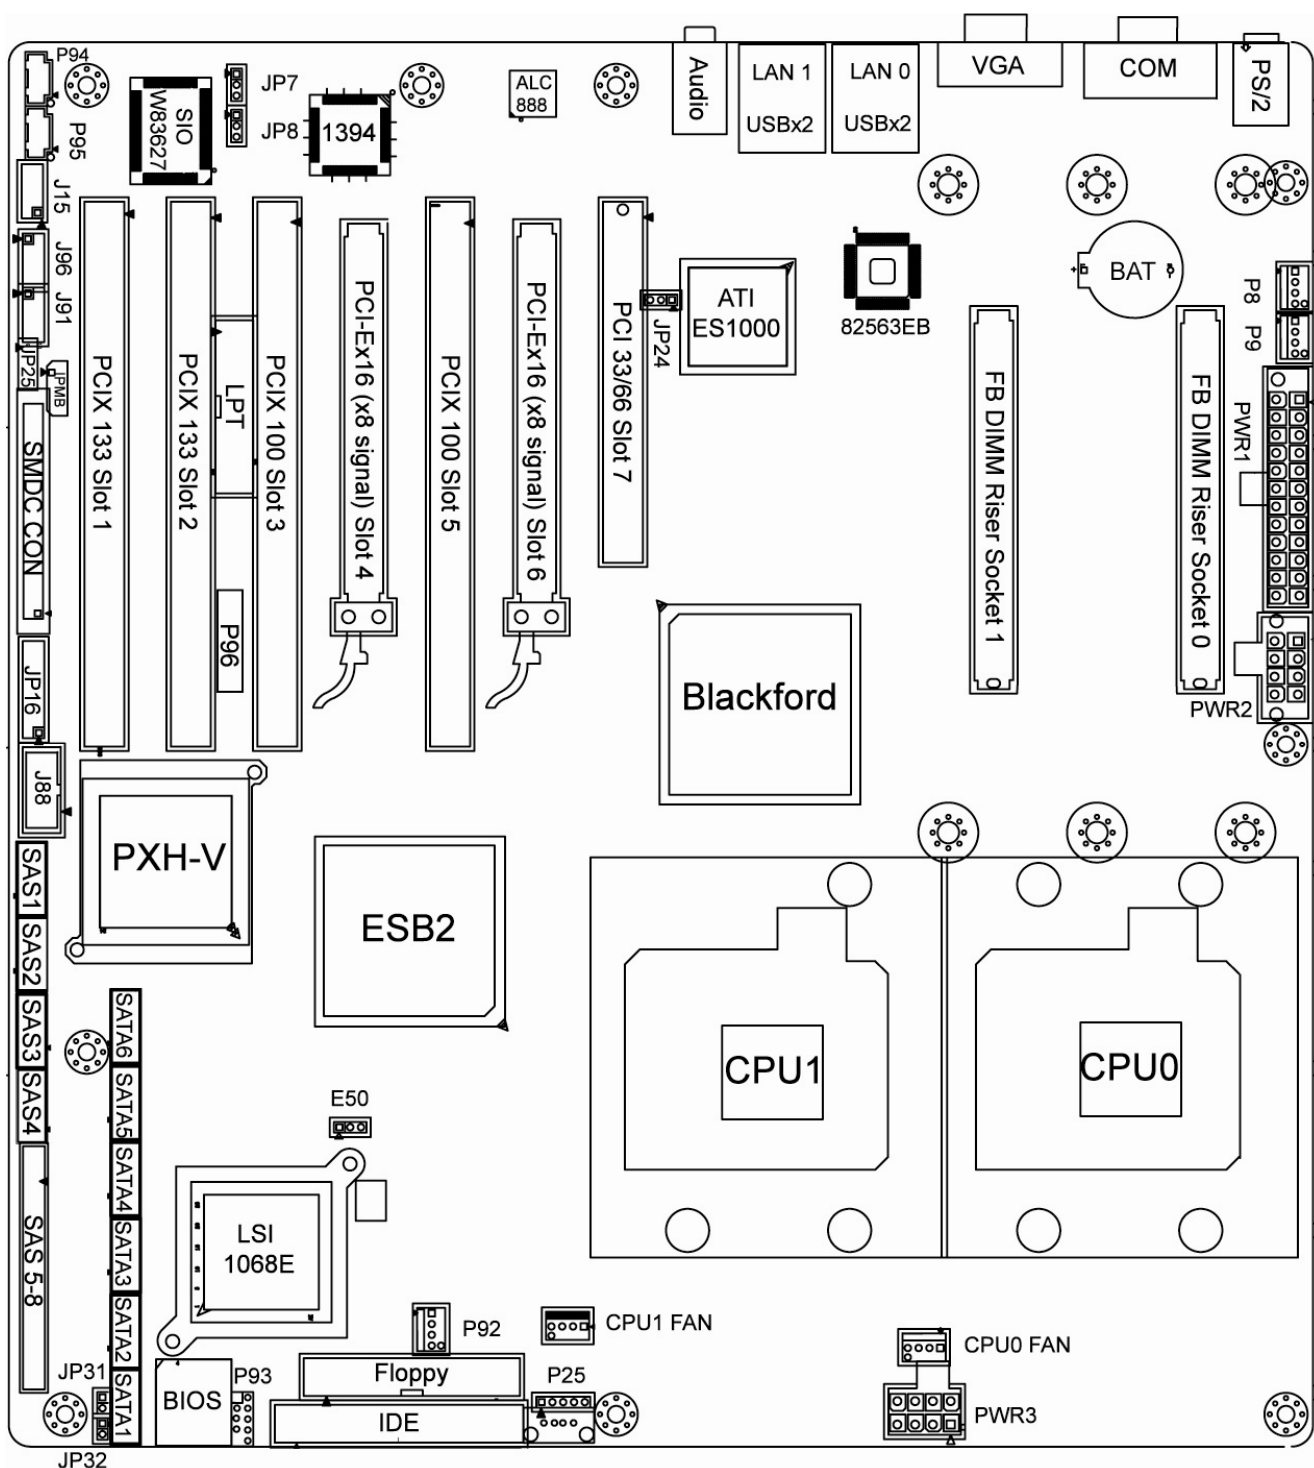 P94
P95
J15
J96
J91
JP25
IPMB
SMDC CON
JP16
J88
SIO
W83627
JP7
JP8
1394
ALC
888
Audio
LAN 1
USBx2
LAN 0
USBx2
VGA
COM
PS/2
PCIX 133 Slot 1
PCIX 133 Slot 2
LPT
P96
PCIX 100 Slot 3
PCI-Ex16 (x8 signal) Slot 4
PCIX 100 Slot 5
PCI-Ex16 (x8 signal) Slot 6
PCI 33/66 Slot 7
JP24
ATI
ES1000
82563EB
BAT
P8
P9
FB DIMM Riser Socket 1
FB DIMM Riser Socket 0
PWR1
PWR2
Blackford
PXH-V
ESB2
SAS1
SAS2
SAS3
SAS4
SAS 5-8
SATA6
SATA5
SATA4
SATA3
SATA2
SATA1
E50
LSI
1068E
CPU1
CPU0
P92
CPU1 FAN
CPU0 FAN
JP31
JP32
BIOS
P93
Floppy
IDE
P25
PWR3